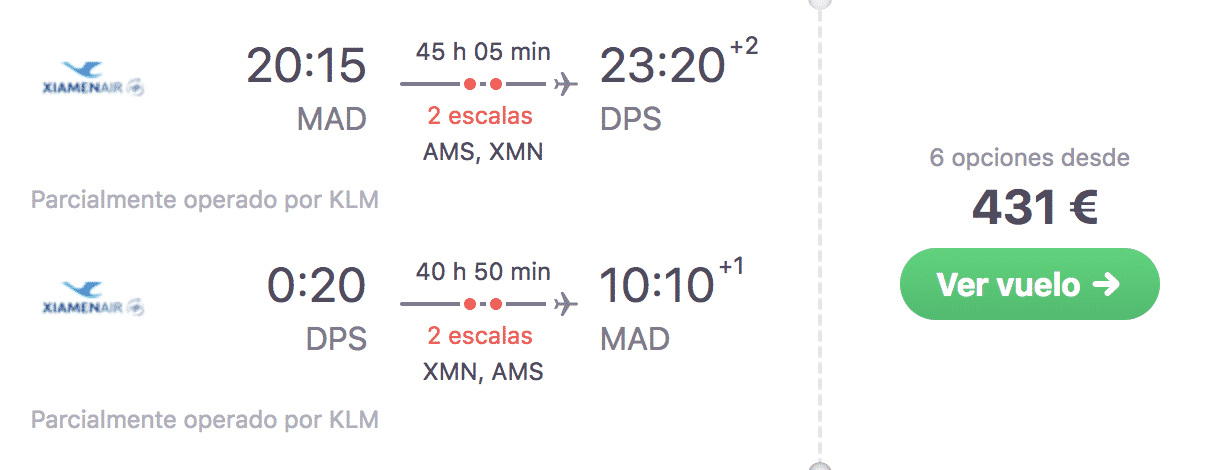 45 h 05 min
20:15
23:20 +2
XIAMENAIR
MAD
2 escalas
DPS
AMS, XMN
Parcialmente operado por KLM
40 h 50 min
0:20
10:10 +1
XIAMENAIR
DPS
2 escalas
MAD
XMN, AMS
Parcialmente operado por KLM
6 opciones desde
431 €
Ver vuelo →